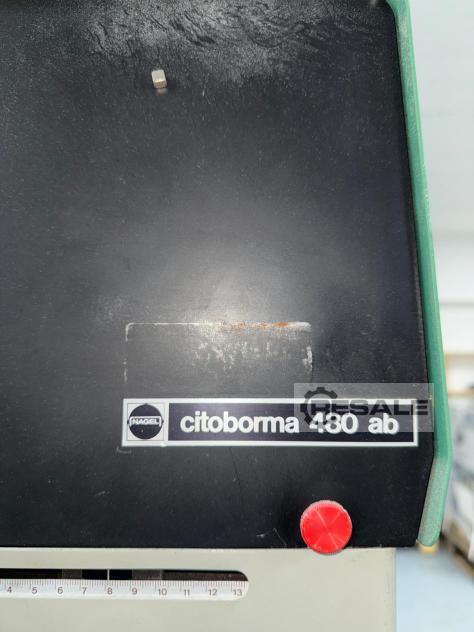 RESALE
NAGEL citoborma 480 ab
4 5 6 7 8 9 10 11 12 13